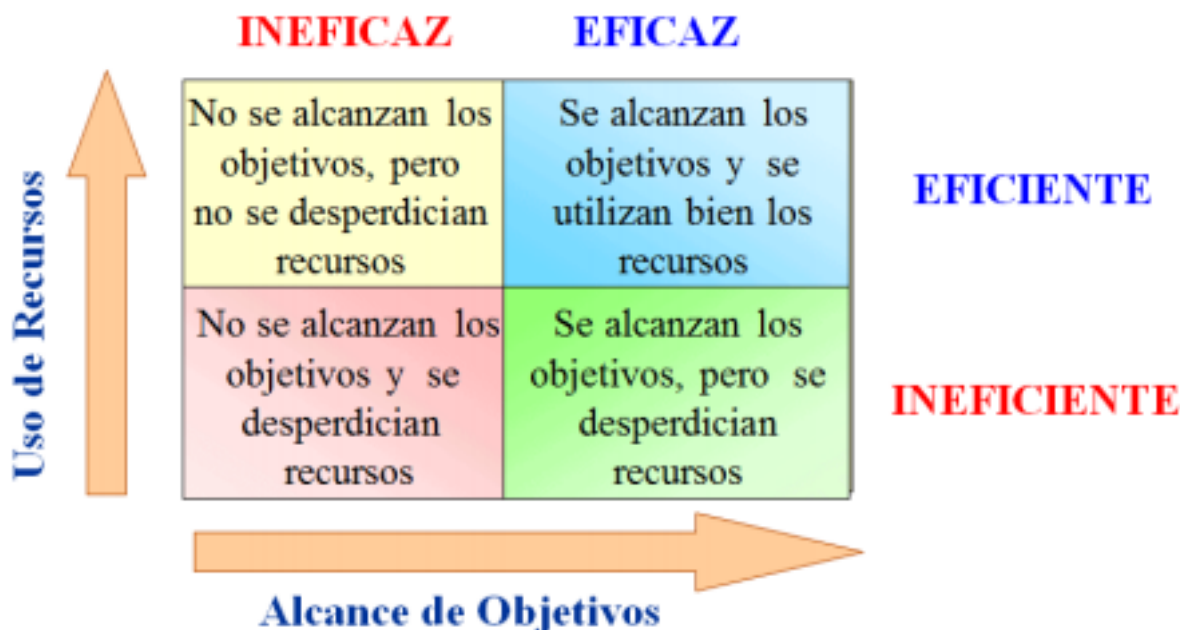 INEFICAZ EFICAZ
No se alcanzan los
objetivos, pero
no se desperdician
recursos
Se alcanzan los
objetivos y se
utilizan bien los
recursos
EFICIENTE
Uso de Recursos
No se alcanzan los
objetivos y se
desperdician
recursos
Se alcanzan los
objetivos, pero se
desperdician
recursos
INEFICIENTE
Alcance de Objetivos